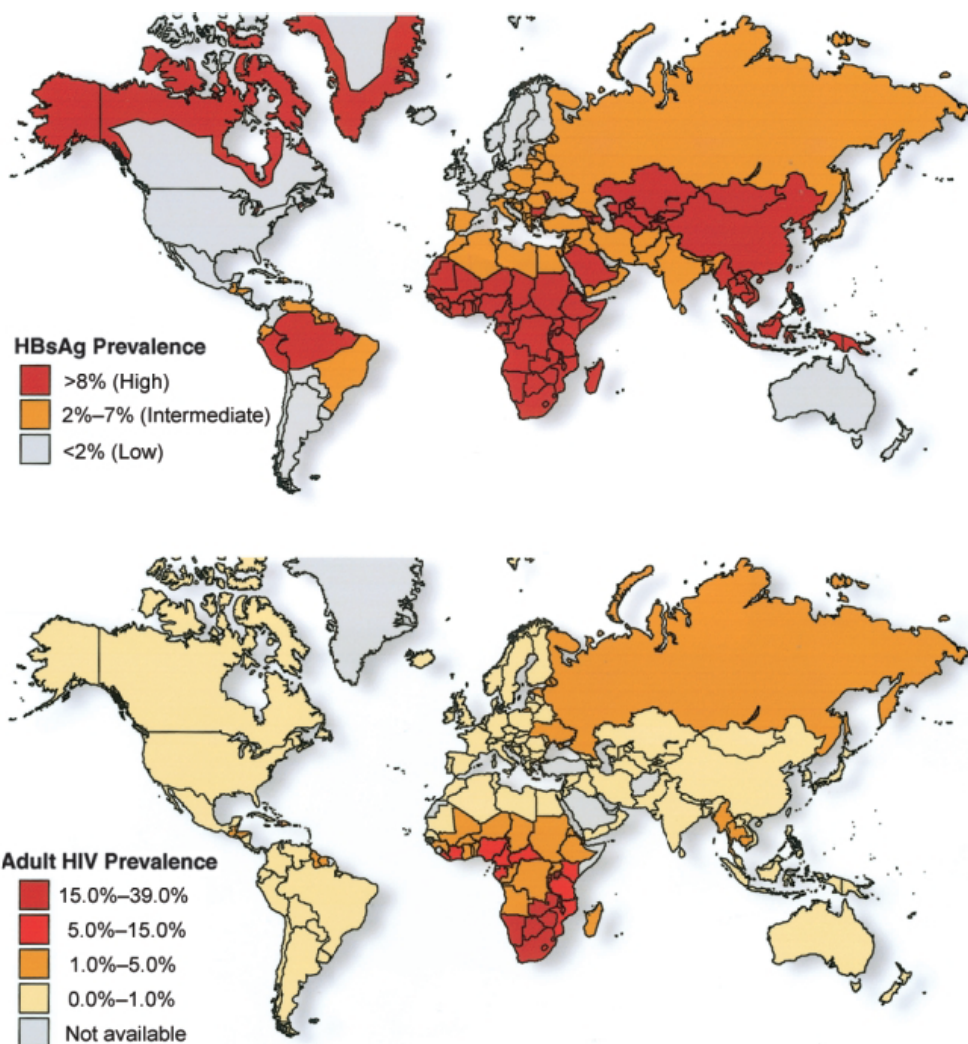 HBsAg Prevalence
>8% (High)
2%–7% (Intermediate)
<2% (Low)
Adult HIV Prevalence
15.0%–39.0%
5.0%–15.0%
1.0%–5.0%
0.0%–1.0%
Not available